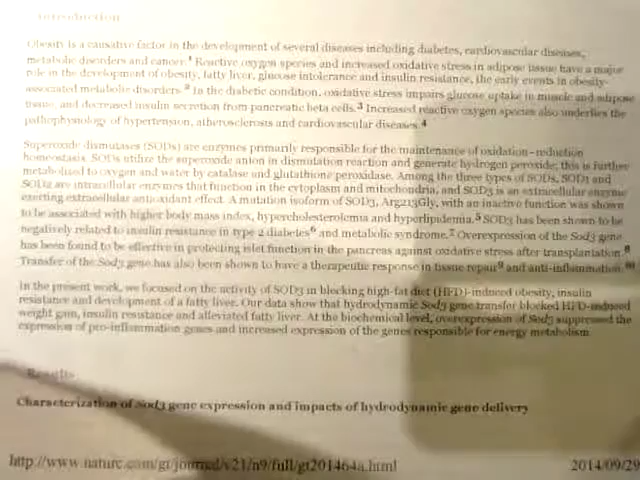 Introduction
Obesity is a causative factor in the development of several diseases including diabetes, cardiovascular diseases,
metabolic disorders and cancer.1 Reactive oxygen species and increased oxidative stress in adipose tissue have a major
role in the development of obesity, fatty liver, glucose intolerance and insulin resistance, the early events in obesity-
associated metabolic disorders.2 In the diabetic condition, oxidative stress impairs glucose uptake in muscle and adipose
tissue, and decreased insulin secretion from pancreatic beta cells.3 Increased reactive oxygen species also underlies the
pathophysiology of hypertension, atherosclerosis and cardiovascular diseases.4
Superoxide dismutases (SODs) are enzymes primarily responsible for the maintenance of oxidation–reduction
homeostasis. SODs utilize the superoxide anion in dismutation reaction and generate hydrogen peroxide; this is further
metabolized to oxygen and water by catalase and glutathione peroxidase. Among the three types of SODs, SOD1 and
SOD2 are intracellular enzymes that function in the cytoplasm and mitochondria, and SOD3 is an extracellular enzyme
exerting extracellular antioxidant effect. A mutation isoform of SOD3, Arg213Gly, with an inactive function was shown
to be associated with higher body mass index, hypercholesterolemia and hyperlipidemia.5 SOD3 has been shown to be
negatively related to insulin resistance in type 2 diabetes6 and metabolic syndrome.7 Overexpression of the Sod3 gene
has been found to be effective in protecting islet function in the pancreas against oxidative stress after transplantation.8
Transfer of the Sod3 gene has also been shown to have a therapeutic response in tissue repair9 and anti-inflammation.10
In the present work, we focused on the activity of SOD3 in blocking high-fat diet (HFD)-induced obesity, insulin
resistance and development of a fatty liver. Our data show that hydrodynamic Sod3 gene transfer blocked HFD-induced
weight gain, insulin resistance and alleviated fatty liver. At the biochemical level, overexpression of Sod3 suppressed the
expression of pro-inflammation genes and increased expression of the genes responsible for energy metabolism.
Results
Characterization of Sod3 gene expression and impacts of hydrodynamic gene delivery
http://www.nature.com/gt/journal/v21/n9/full/gt201464a.html 2014/09/29